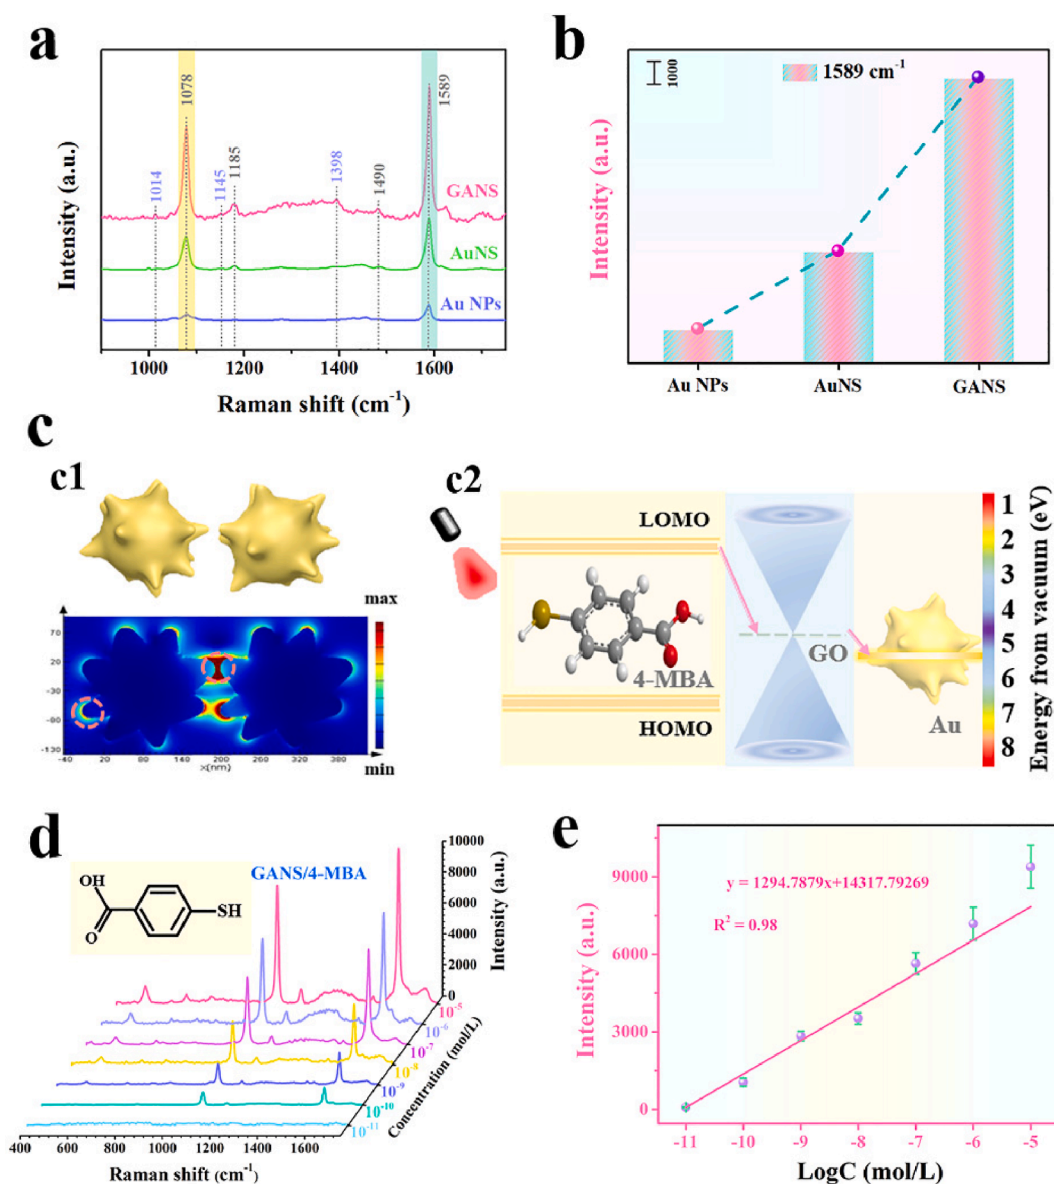 a
1078
1589
1014
1145
1185
1398
1490
GANS
AuNS
Au NPs
Intensity (a.u.)
1000 1200 1400 1600
Raman shift (cm⁻¹)
b
1000
1589 cm⁻¹
Intensity (a.u.)
Au NPs AuNS GANS
c
c1
max
min
70
20
-30
-80
-130
-40 20 80 140 200 260 320 380
x(nm)
c2
LOMO
HOMO
4-MBA
GO
Au
1
2
3
4
5
6
7
8
Energy from vacuum (eV)
d
OH
O
SH
GANS/4-MBA
10000
8000
6000
4000
2000
0
Intensity (a.u.)
10⁻⁵
10⁻⁶
10⁻⁷
10⁻⁸
10⁻⁹
10⁻¹⁰
10⁻¹¹
Concentration (mol/L)
400 600 800 1000 1200 1400 1600
Raman shift (cm⁻¹)
e
y = 1294.7879x+14317.79269
R² = 0.98
9000
6000
3000
0
Intensity (a.u.)
-11 -10 -9 -8 -7 -6 -5
LogC (mol/L)